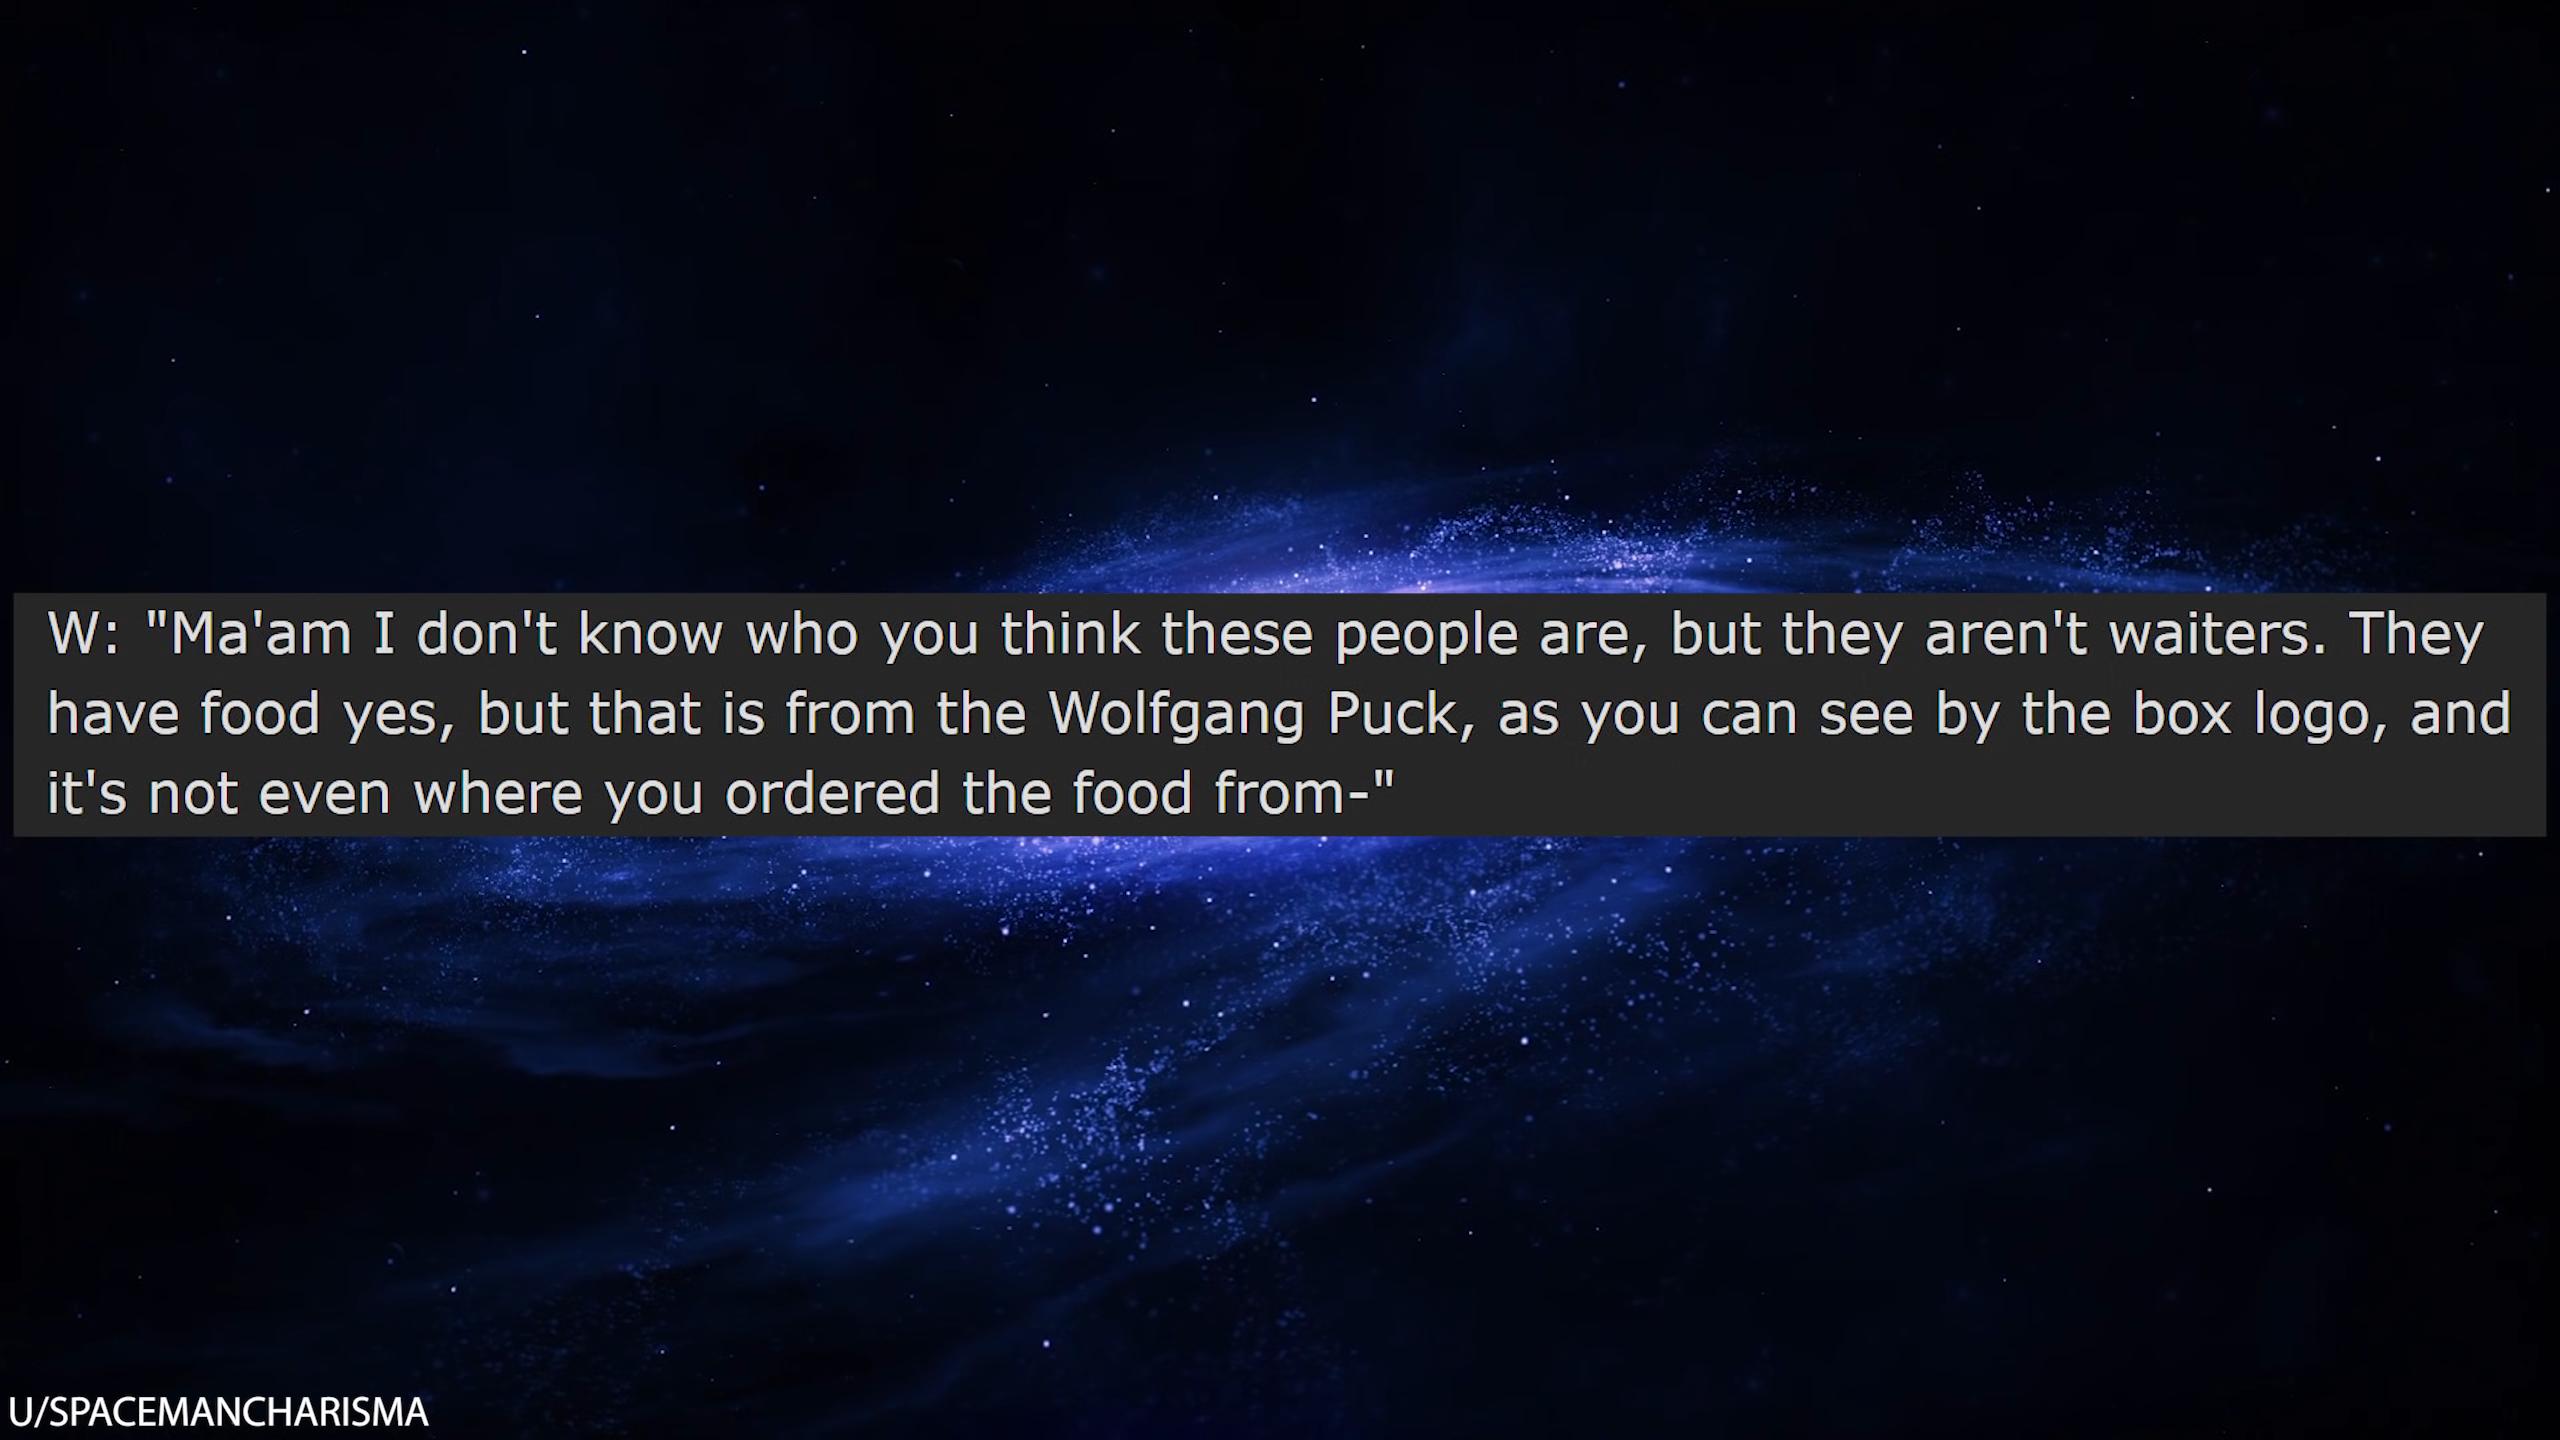 W: "Ma'am I don't know who you think these people are, but they aren't waiters. They
have food yes, but that is from the Wolfgang Puck, as you can see by the box logo, and
it's not even where you ordered the food from-"
U/SPACEMANCHARISMA